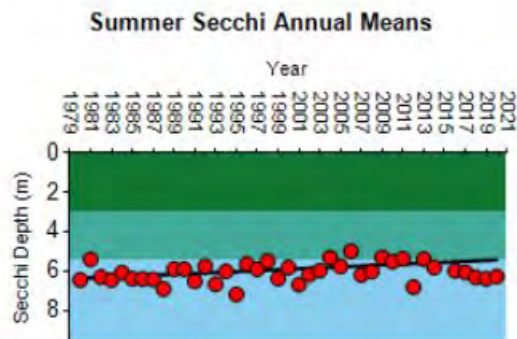 Summer Secchi Annual Means
Year
1979 1981 1983 1985 1987 1989 1991 1993 1995 1997 1999 2001 2003 2005 2007 2009 2011 2013 2015 2017 2019 2021
Secchi Depth (m)
0
2
4
6
8